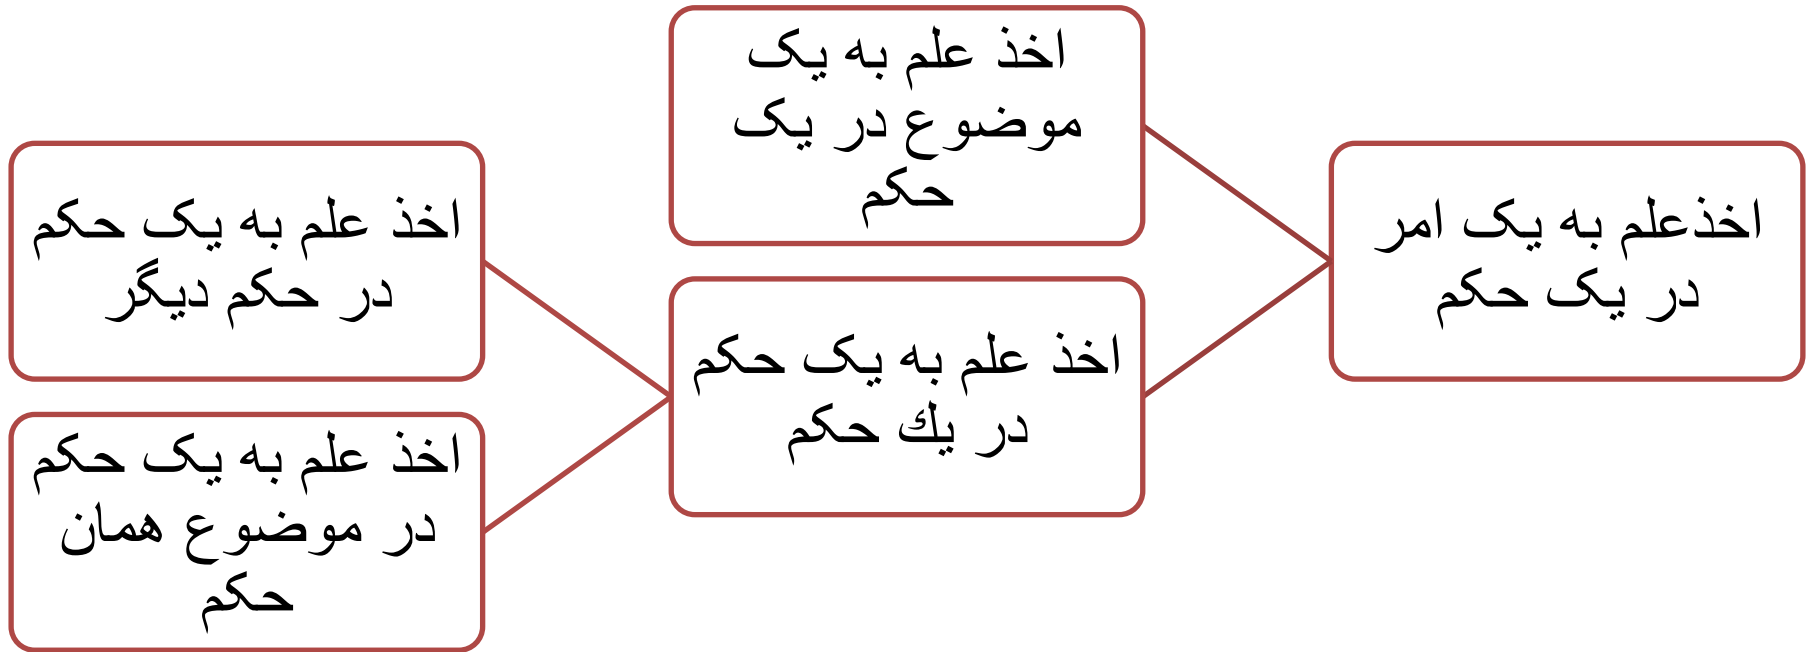 اخذعلم به یک امر
در یک حکم
اخذ علم به یک
موضوع در یک
حکم
اخذ علم به یک حکم
در يك حکم
اخذ علم به یک حکم
در حکم دیگر
اخذ علم به یک حکم
در موضوع همان
حکم